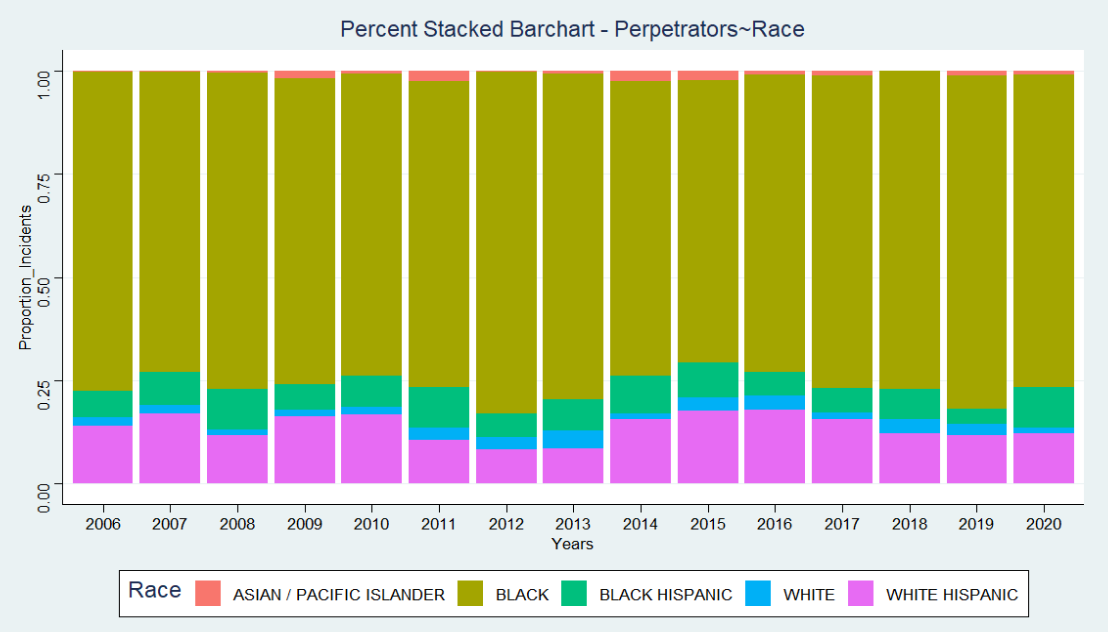 Percent Stacked Barchart - Perpetrators~Race
Proportion_Incidents
1.00
0.75
0.50
0.25
0.00
2006 2007 2008 2009 2010 2011 2012 2013 2014 2015 2016 2017 2018 2019 2020
Years
Race ASIAN / PACIFIC ISLANDER BLACK BLACK HISPANIC WHITE WHITE HISPANIC